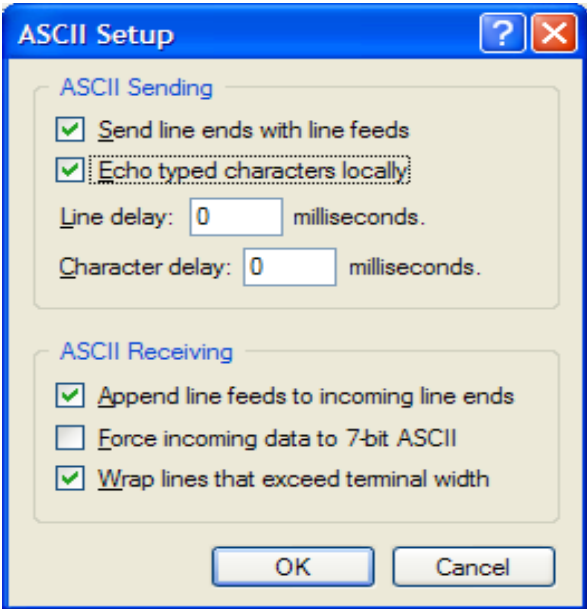 ASCII Setup ?
ASCII Sending
Send line ends with line feeds
Echo typed characters locally
Line delay: 0 milliseconds.
Character delay: 0 milliseconds.
ASCII Receiving
Append line feeds to incoming line ends
Force incoming data to 7-bit ASCII
Wrap lines that exceed terminal width
OK Cancel